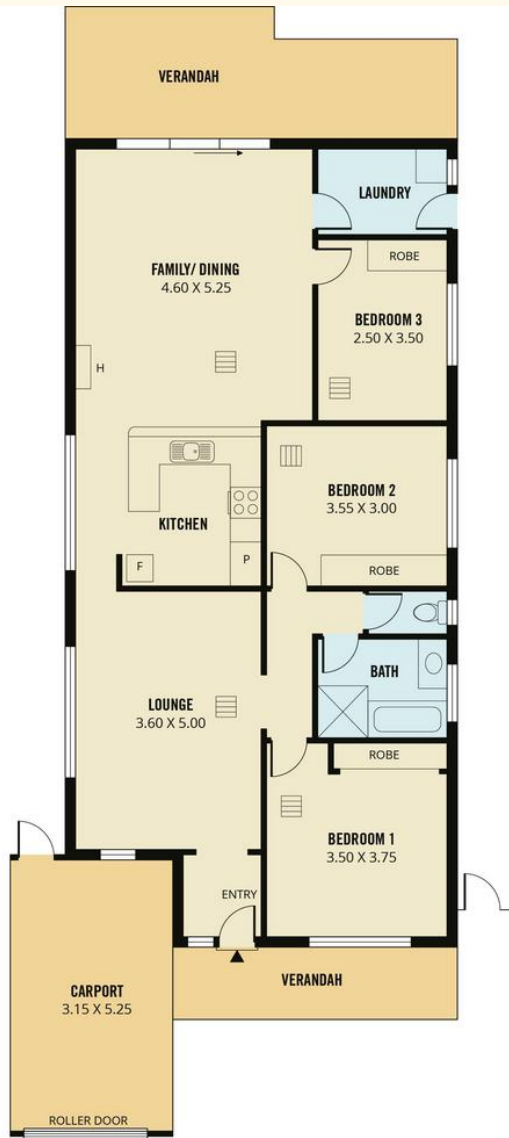 VERANDAH
LAUNDRY
FAMILY/ DINING
4.60 X 5.25
ROBE
BEDROOM 3
2.50 X 3.50
H
BEDROOM 2
3.55 X 3.00
KITCHEN
F
P
ROBE
BATH
LOUNGE
3.60 X 5.00
ROBE
BEDROOM 1
3.50 X 3.75
ENTRY
VERANDAH
CARPORT
3.15 X 5.25
ROLLER DOOR